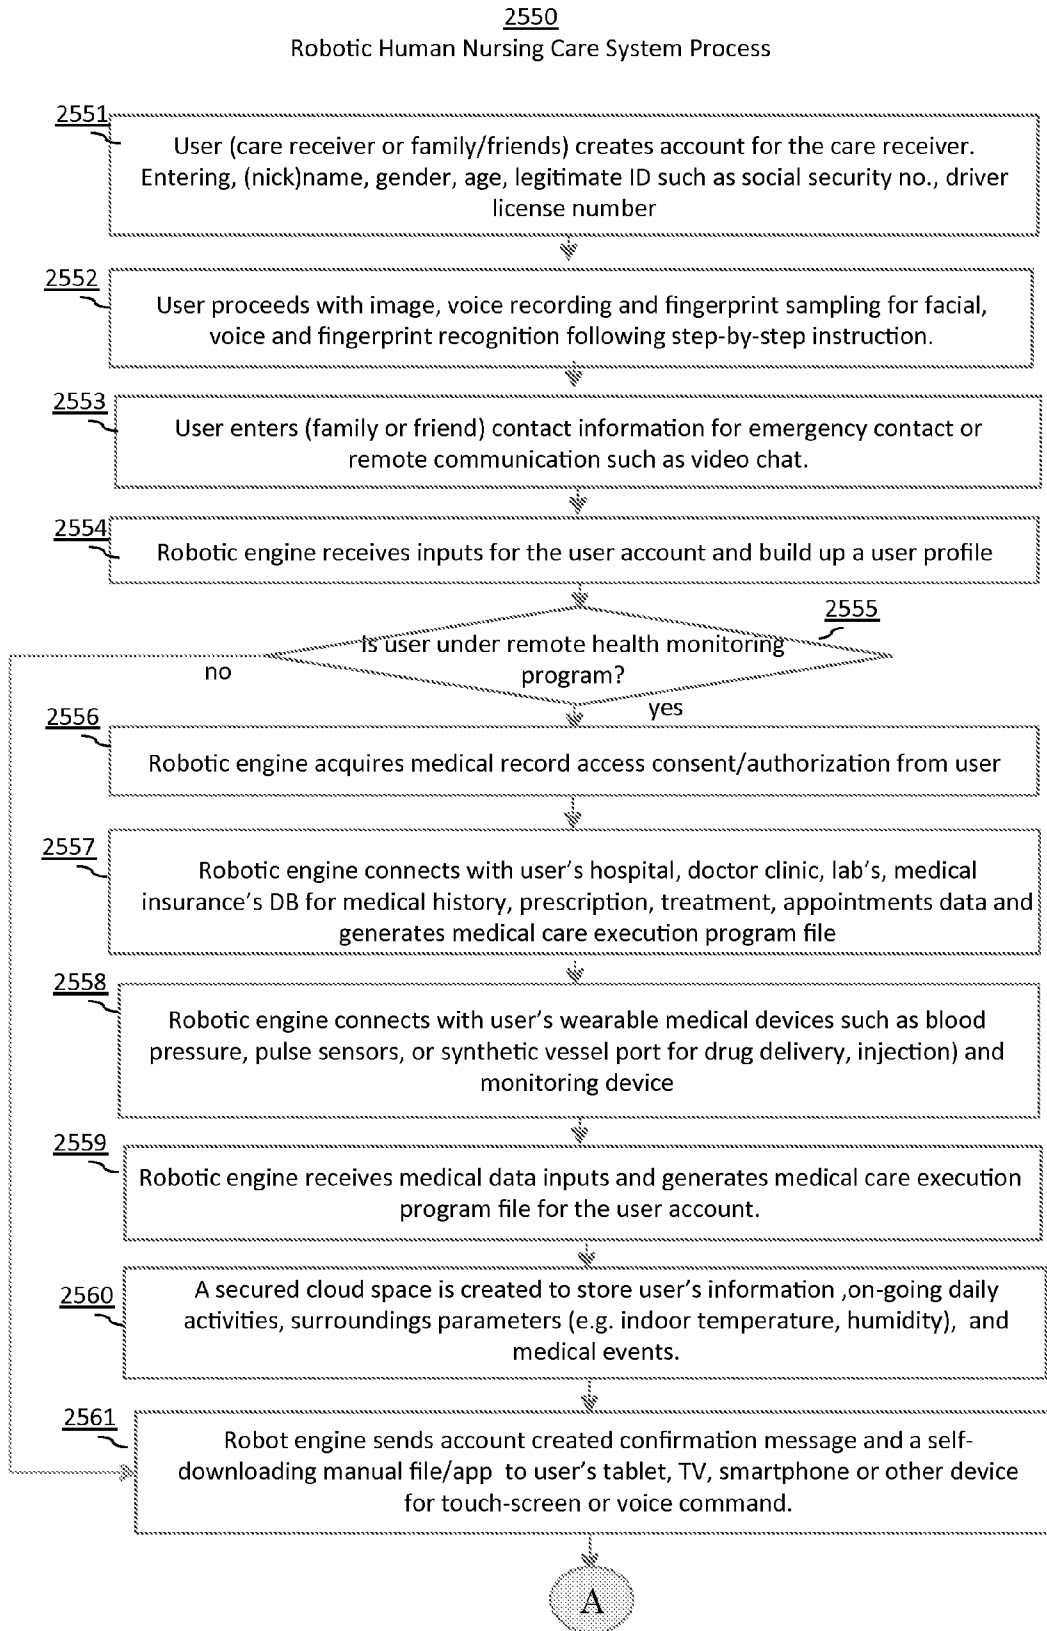 2550
Robotic Human Nursing Care System Process
2551
User (care receiver or family/friends) creates account for the care receiver.
Entering, (nick)name, gender, age, legitimate ID such as social security no., driver
license number
2552
User proceeds with image, voice recording and fingerprint sampling for facial,
voice and fingerprint recognition following step-by-step instruction.
2553
User enters (family or friend) contact information for emergency contact or
remote communication such as video chat.
2554
Robotic engine receives inputs for the user account and build up a user profile
2555
Is user under remote health monitoring
program?
no
yes
2556
Robotic engine acquires medical record access consent/authorization from user
2557
Robotic engine connects with user's hospital, doctor clinic, lab's, medical
insurance's DB for medical history, prescription, treatment, appointments data and
generates medical care execution program file
2558
Robotic engine connects with user's wearable medical devices such as blood
pressure, pulse sensors, or synthetic vessel port for drug delivery, injection) and
monitoring device
2559
Robotic engine receives medical data inputs and generates medical care execution
program file for the user account.
2560
A secured cloud space is created to store user's information ,on-going daily
activities, surroundings parameters (e.g. indoor temperature, humidity), and
medical events.
2561
Robot engine sends account created confirmation message and a self-
downloading manual file/app to user's tablet, TV, smartphone or other device
for touch-screen or voice command.
A